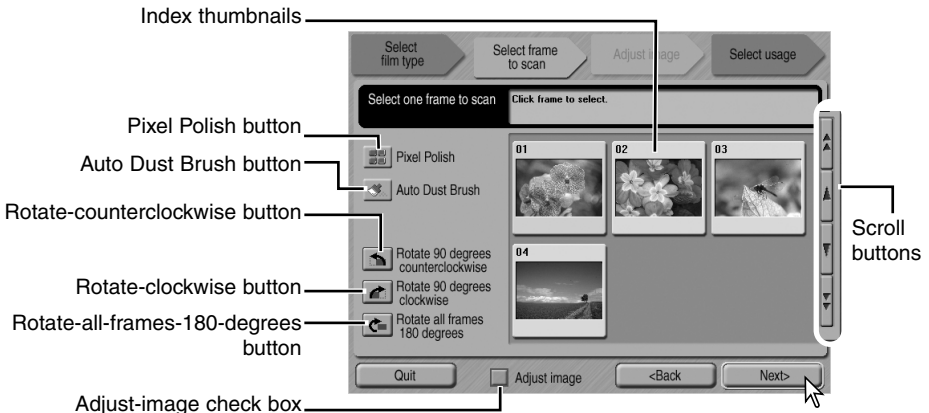 Index thumbnails
Select
film type
Select frame
to scan
Adjust image
Select usage
Select one frame to scan
Click frame to select.
Pixel Polish button
Pixel Polish
Auto Dust Brush button
Auto Dust Brush
01
02
03
04
Rotate-counterclockwise button
Rotate 90 degrees
counterclockwise
Rotate-clockwise button
Rotate 90 degrees
clockwise
Rotate-all-frames-180-degrees
button
Rotate all frames
180 degrees
Scroll
buttons
Quit
Adjust image
<Back
Next>
Adjust-image check box